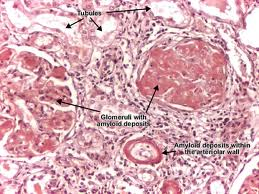 Tubules
Glomeruli with
amyloid deposits
Amyloid deposits within
the arteriolar wall